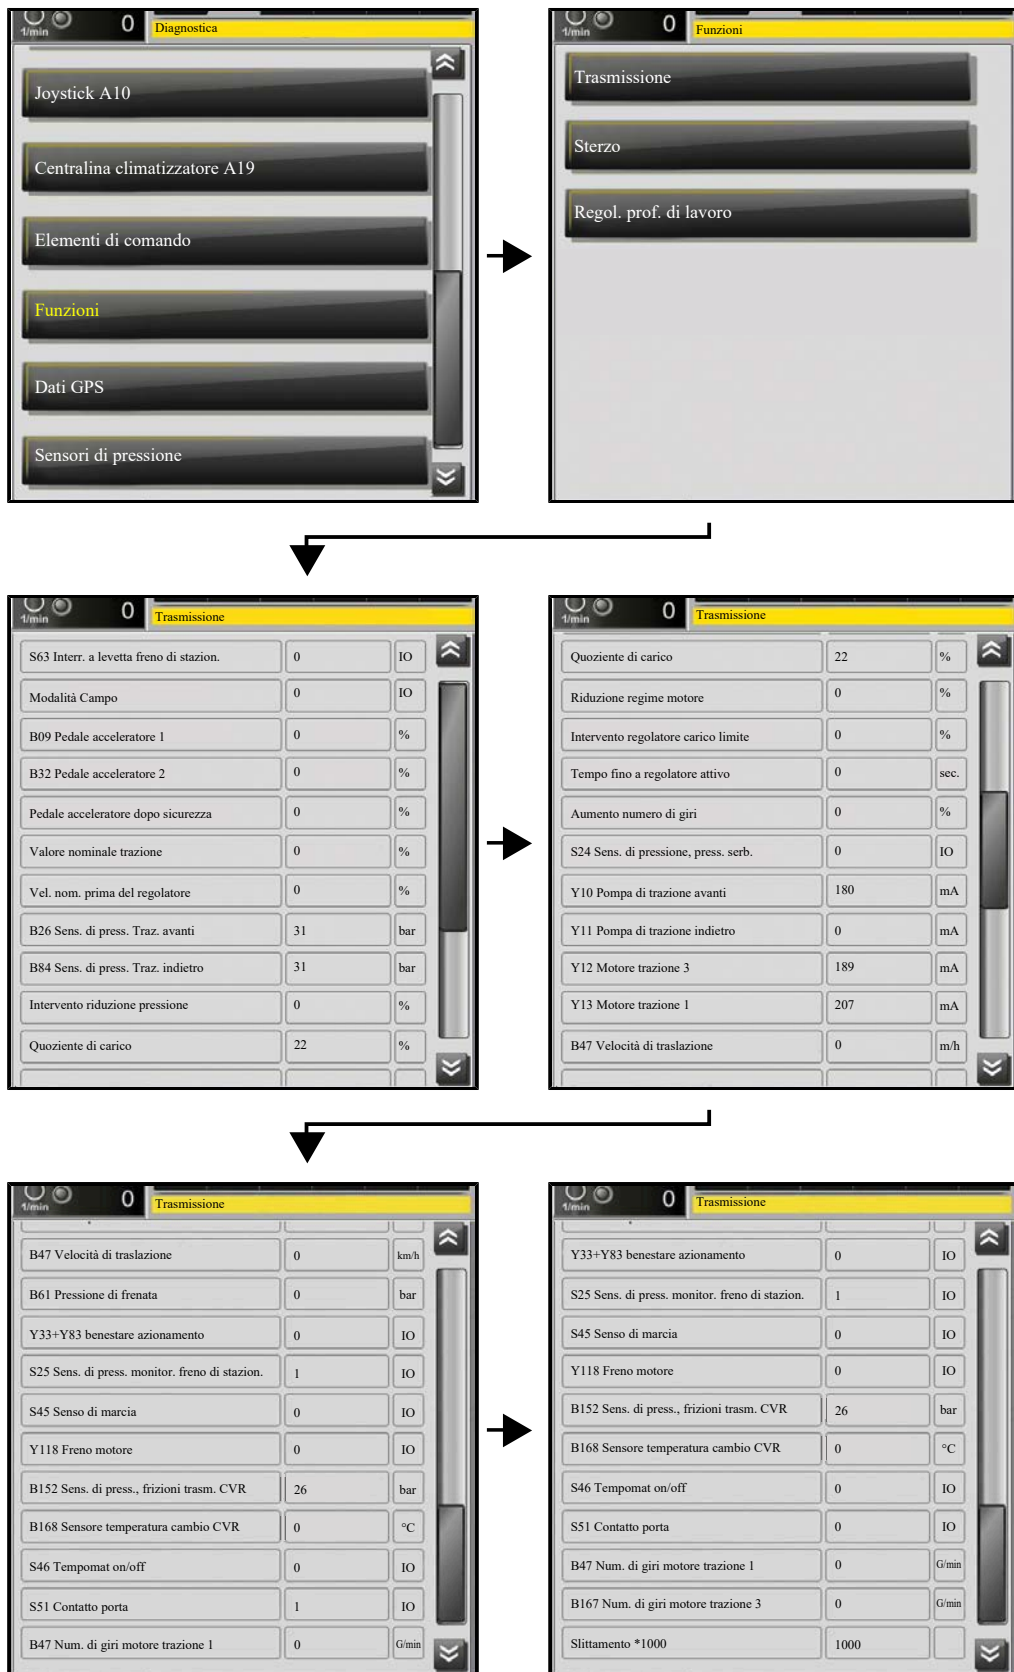 1/min 0 Diagnostica
Joystick A10
Centralina climatizzatore A19
Elementi di comando
Funzioni
Dati GPS
Sensori di pressione
1/min 0 Funzioni
Trasmissione
Sterzo
Regol. prof. di lavoro
1/min 0 Trasmissione
S63 Interr. a levetta freno di stazion. 0 IO
Modalità Campo 0 IO
B09 Pedale acceleratore 1 0 %
B32 Pedale acceleratore 2 0 %
Pedale acceleratore dopo sicurezza 0 %
Valore nominale trazione 0 %
Vel. nom. prima del regolatore 0 %
B26 Sens. di press. Traz. avanti 31 bar
B84 Sens. di press. Traz. indietro 31 bar
Intervento riduzione pressione 0 %
Quoziente di carico 22 %
1/min 0 Trasmissione
Quoziente di carico 22 %
Riduzione regime motore 0 %
Intervento regolatore carico limite 0 %
Tempo fino a regolatore attivo 0 sec.
Aumento numero di giri 0 %
S24 Sens. di pressione, press. serb. 0 IO
Y10 Pompa di trazione avanti 180 mA
Y11 Pompa di trazione indietro 0 mA
Y12 Motore trazione 3 189 mA
Y13 Motore trazione 1 207 mA
B47 Velocità di traslazione 0 m/h
1/min 0 Trasmissione
B47 Velocità di traslazione 0 km/h
B61 Pressione di frenata 0 bar
Y33+Y83 benestare azionamento 0 IO
S25 Sens. di press. monitor. freno di stazion. 1 IO
S45 Senso di marcia 0 IO
Y118 Freno motore 0 IO
B152 Sens. di press., frizioni trasm. CVR 26 bar
B168 Sensore temperatura cambio CVR 0 °C
S46 Tempomat on/off 0 IO
S51 Contatto porta 1 IO
B47 Num. di giri motore trazione 1 0 G/min
1/min 0 Trasmissione
Y33+Y83 benestare azionamento 0 IO
S25 Sens. di press. monitor. freno di stazion. 1 IO
S45 Senso di marcia 0 IO
Y118 Freno motore 0 IO
B152 Sens. di press., frizioni trasm. CVR 26 bar
B168 Sensore temperatura cambio CVR 0 °C
S46 Tempomat on/off 0 IO
S51 Contatto porta 0 IO
B47 Num. di giri motore trazione 1 0 G/min
B167 Num. di giri motore trazione 3 0 G/min
Slittamento *1000 1000